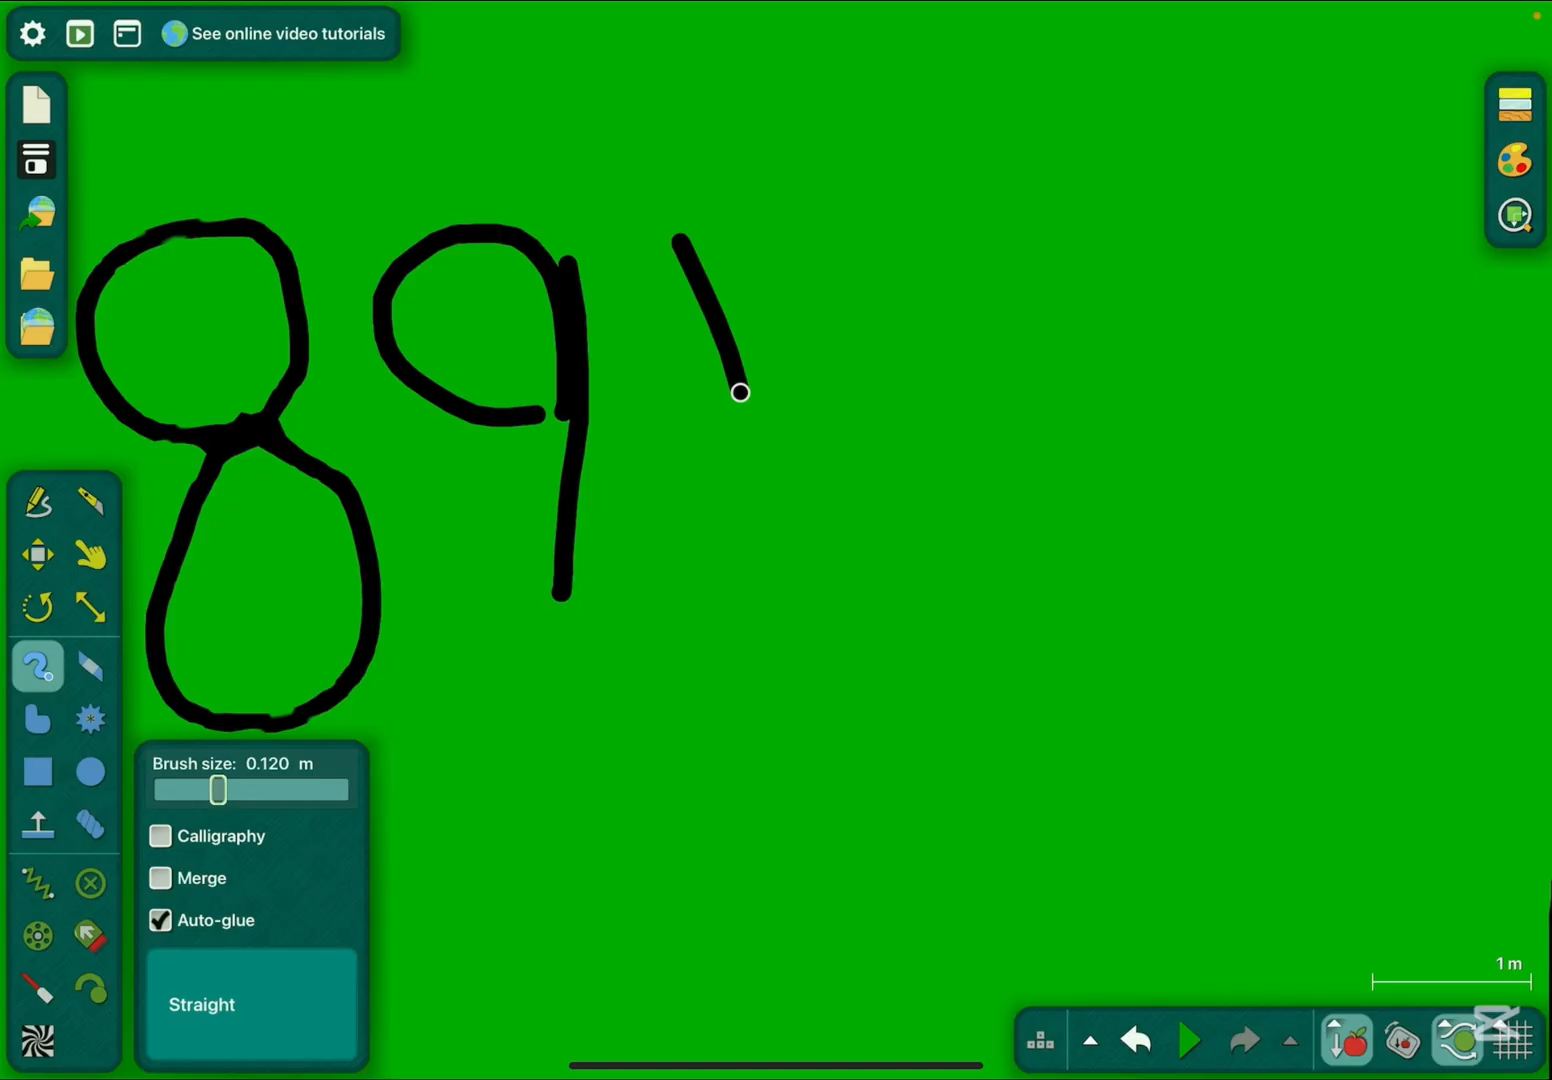 See online video tutorials
89
Brush size: 0.120 m
Calligraphy
Merge
Auto-glue
Straight
1 m